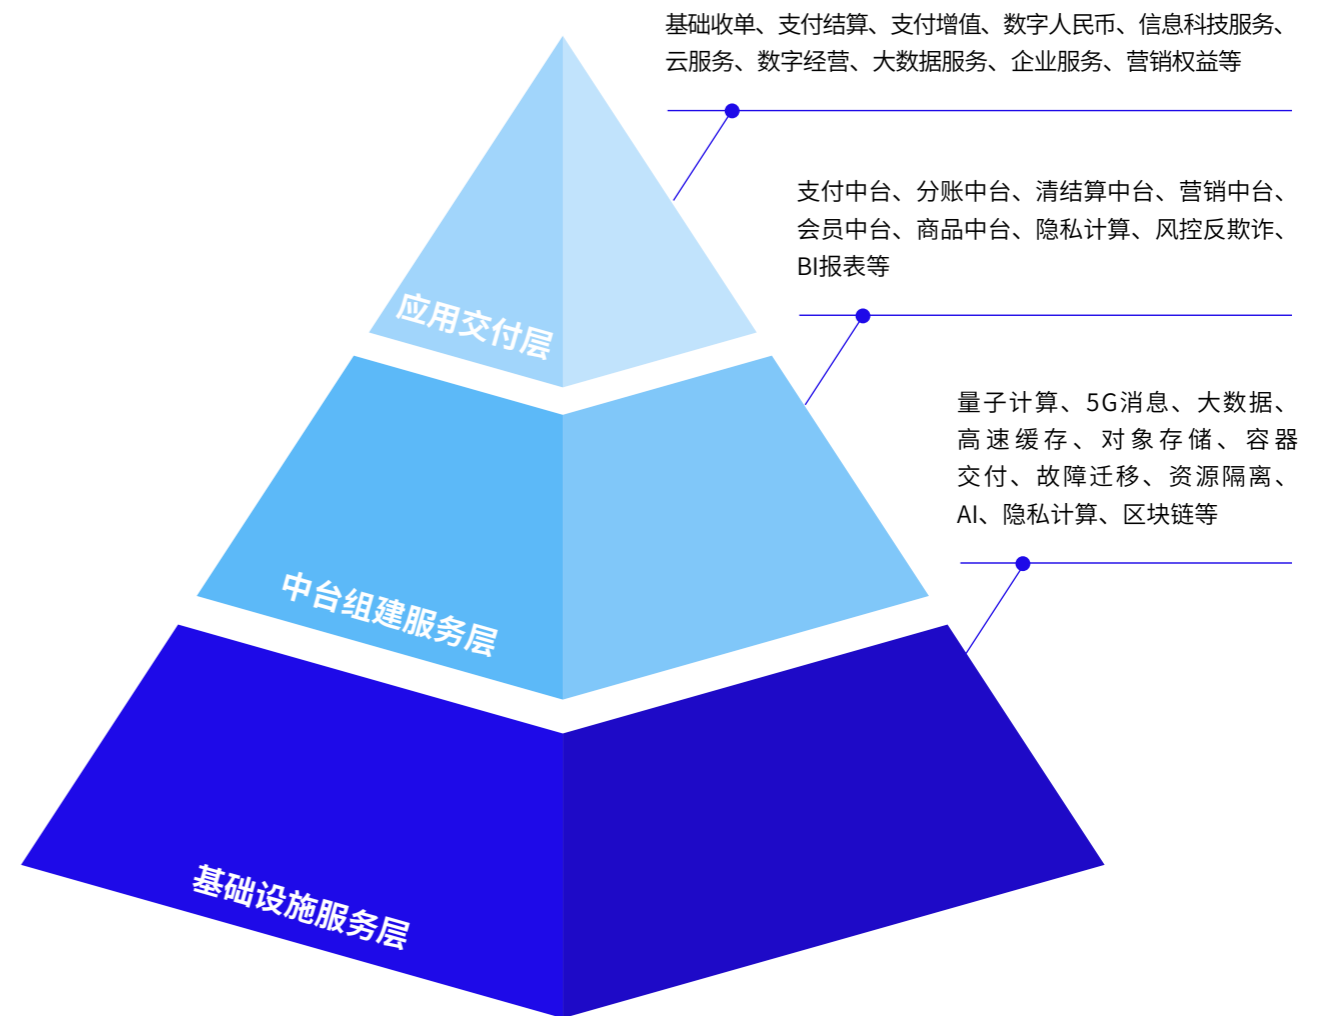 基础收单、支付结算、支付增值、数字人民币、信息科技服务、
云服务、数字经营、大数据服务、企业服务、营销权益等
支付中台、分账中台、清结算中台、营销中台、
会员中台、商品中台、隐私计算、风控反欺诈、
BI报表等
应用交付层
量子计算、5G消息、大数据、
高速缓存、对象存储、容器
交付、故障迁移、资源隔离、
AI、隐私计算、区块链等
中台组建服务层
基础设施服务层